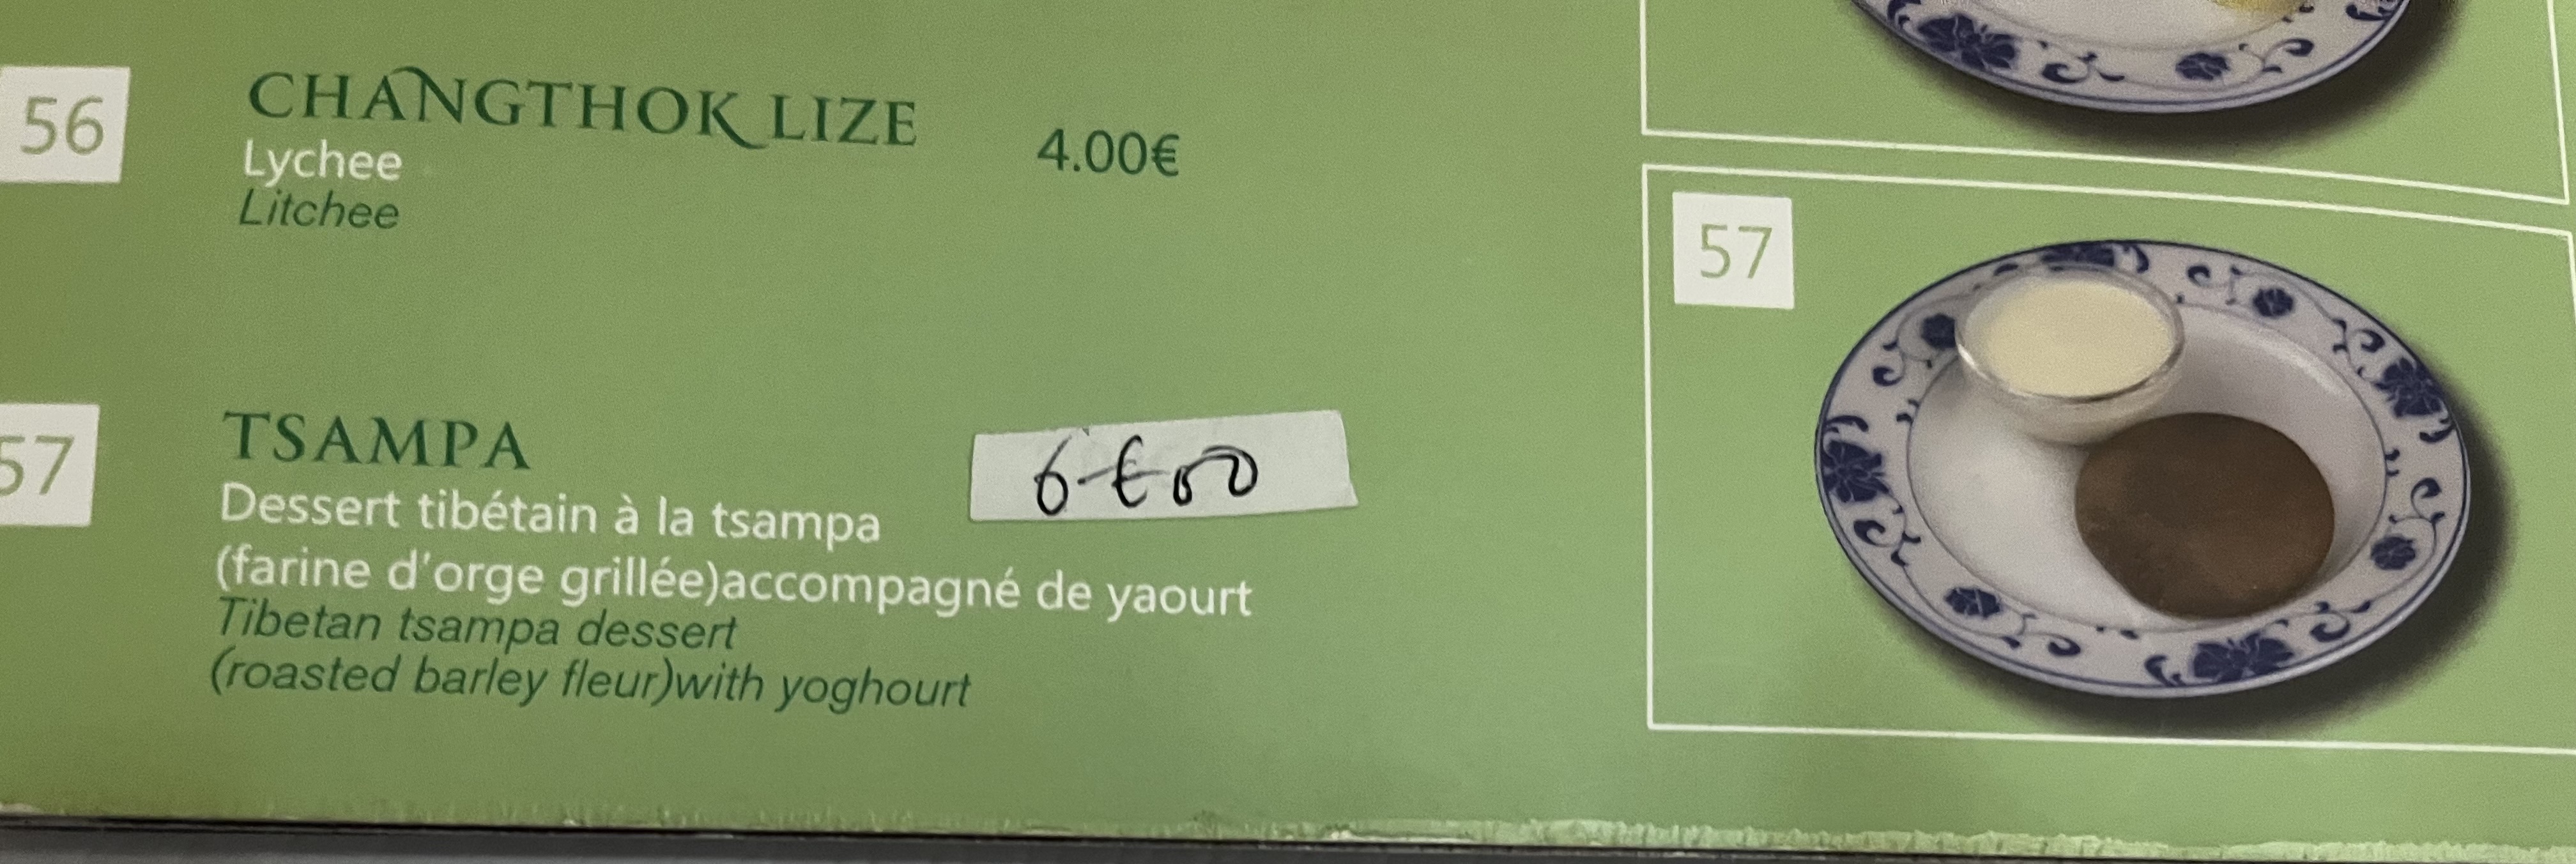 56
CHANGTHOK LIZE
4.00€
Lychee
Litchee
57
TSAMPA
6€50
Dessert tibétain à la tsampa
(farine d'orge grillée)accompagné de yaourt
Tibetan tsampa dessert
(roasted barley fleur)with yoghourt
57